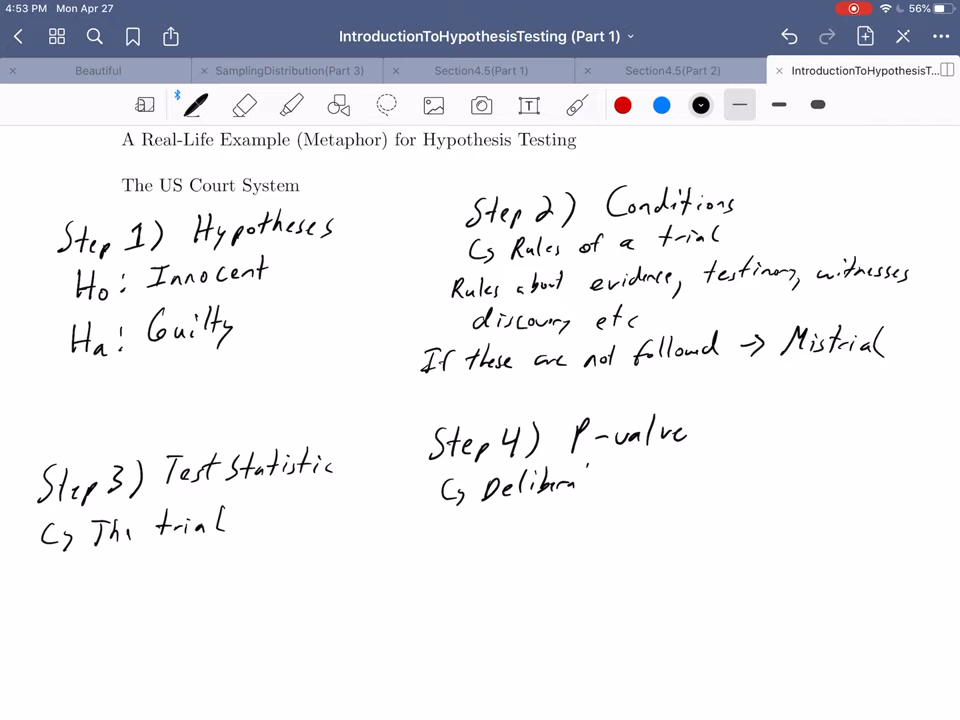 4:53 PM Mon Apr 27
56%
IntroductionToHypothesisTesting (Part 1)
Beautiful
SamplingDistribution(Part 3)
Section4.5(Part 1)
Section4.5 (Part 2)
IntroductionToHypothesisT...
A Real-Life Example (Metaphor) for Hypothesis Testing
The US Court System
Step 1) Hypotheses
Ho: Innocent
Ha: Guilty
Step 2) Conditions
↳ Rules of a trial
Rules about evidence, testimony, witnesses
discovery etc
If these are not followed → Mistrial
Step 3) Test Statistic
↳ The trial
Step 4) P-value
↳ Delibera